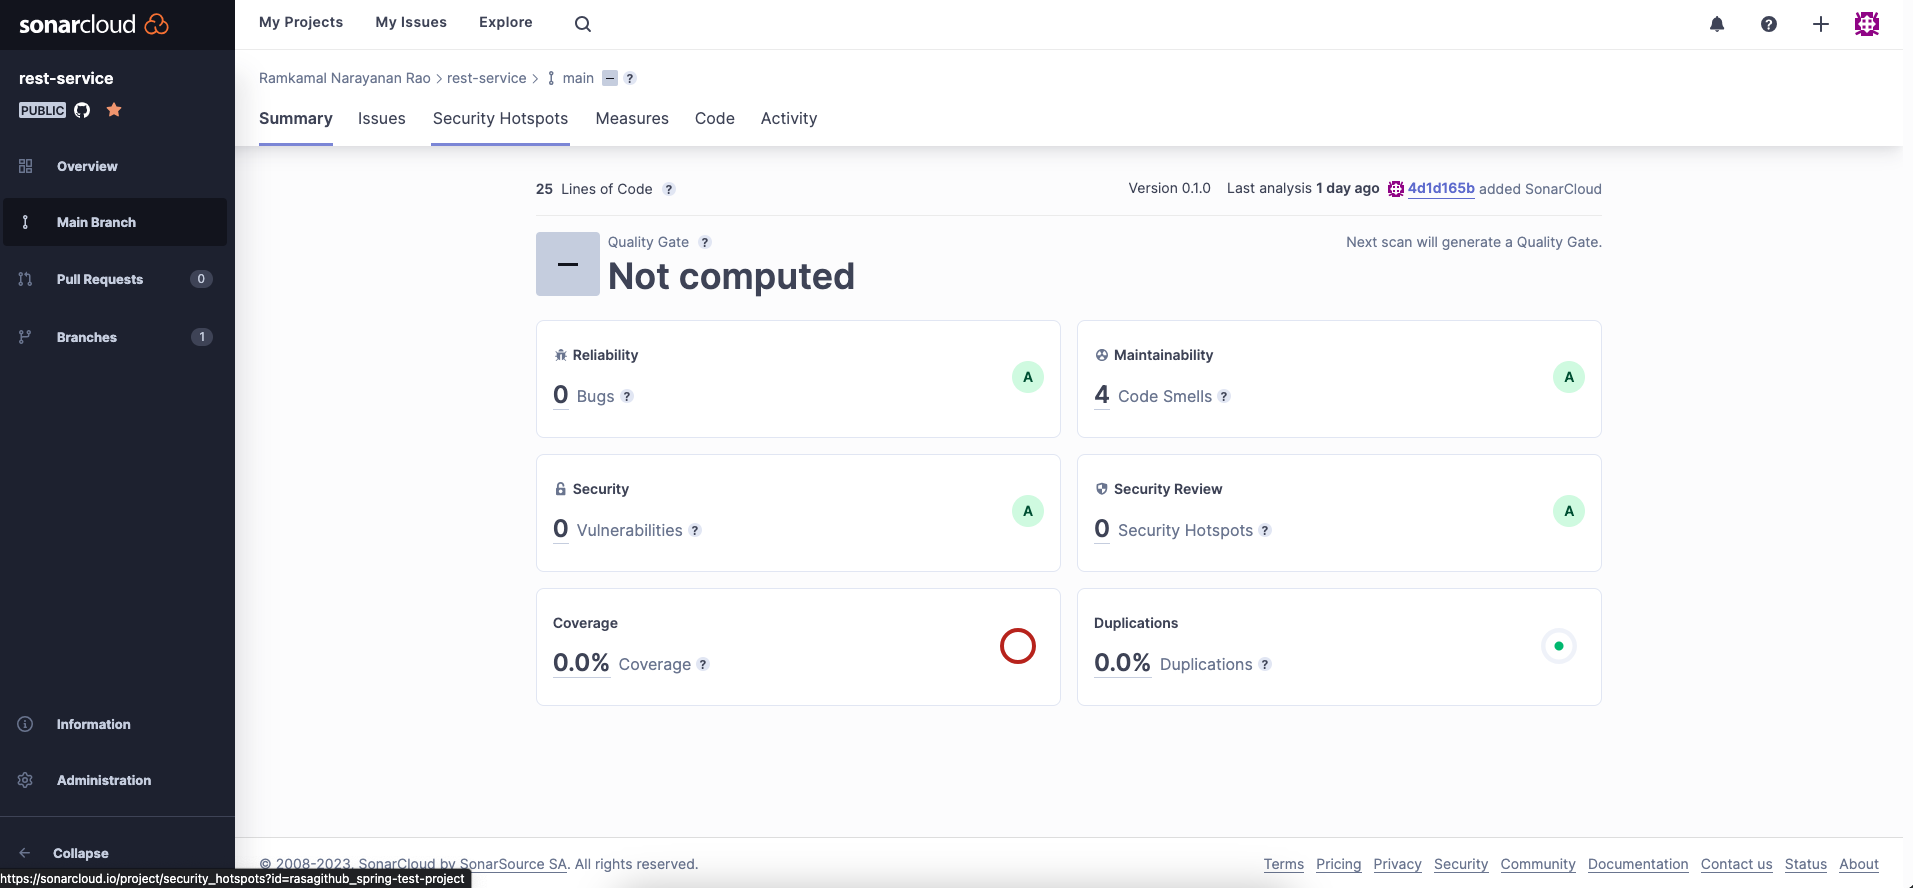 sonarcloud
My Projects My Issues Explore
rest-service
PUBLIC
Overview
Main Branch
Pull Requests 0
Branches 1
Information
Administration
Collapse
Ramkamal Narayanan Rao > rest-service > main – ?
Summary Issues Security Hotspots Measures Code Activity
25 Lines of Code ?
Version 0.1.0 Last analysis 1 day ago 4d1d165b added SonarCloud
Quality Gate ?
Not computed
Next scan will generate a Quality Gate.
Reliability
0 Bugs ?
A
Maintainability
4 Code Smells ?
A
Security
0 Vulnerabilities ?
A
Security Review
0 Security Hotspots ?
A
Coverage
0.0% Coverage ?
Duplications
0.0% Duplications ?
© 2008-2023, SonarCloud by SonarSource SA. All rights reserved.
Terms Pricing Privacy Security Community Documentation Contact us Status About
https://sonarcloud.io/project/security_hotspots?id=rasagithub_spring-test-project